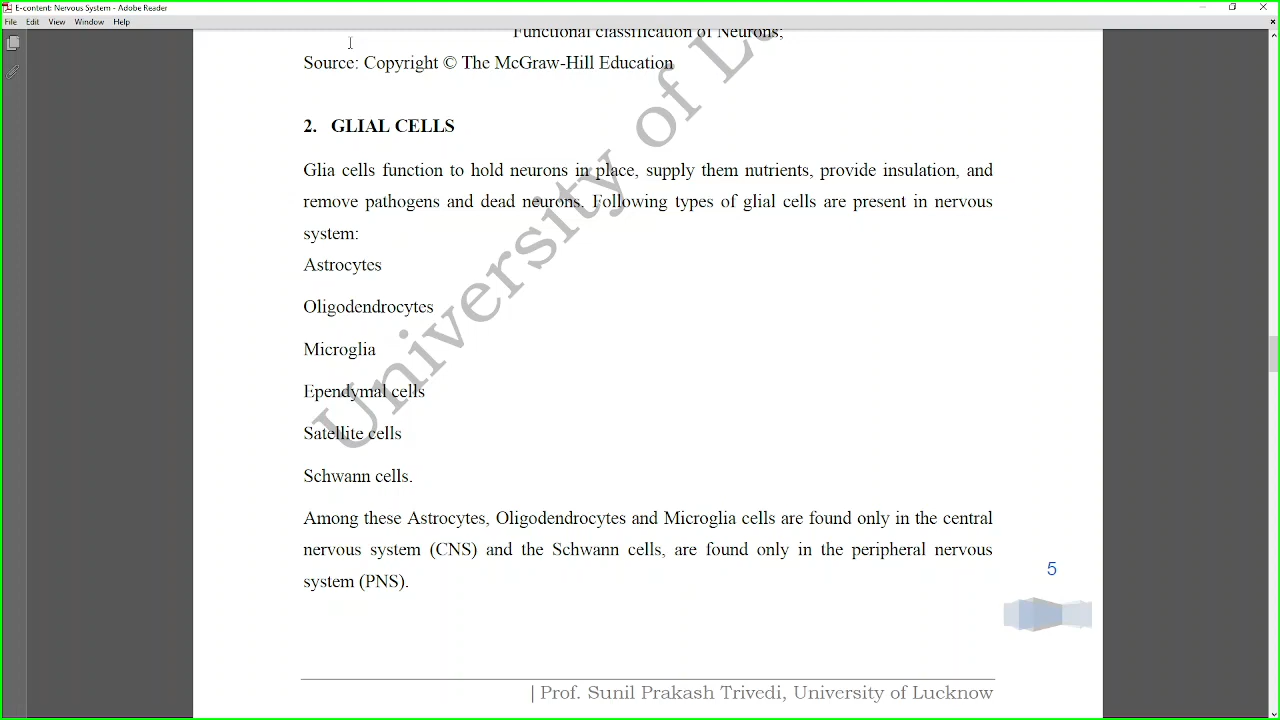 E-content: Nervous System - Adobe Reader
File Edit View Window Help
Functional classification of Neurons;
Source: Copyright © The McGraw-Hill Education
2. GLIAL CELLS
Glia cells function to hold neurons in place, supply them nutrients, provide insulation, and
remove pathogens and dead neurons. Following types of glial cells are present in nervous
system:
Astrocytes
Oligodendrocytes
Microglia
Ependymal cells
Satellite cells
Schwann cells.
Among these Astrocytes, Oligodendrocytes and Microglia cells are found only in the central
nervous system (CNS) and the Schwann cells, are found only in the peripheral nervous
system (PNS).
5
| Prof. Sunil Prakash Trivedi, University of Lucknow
University of